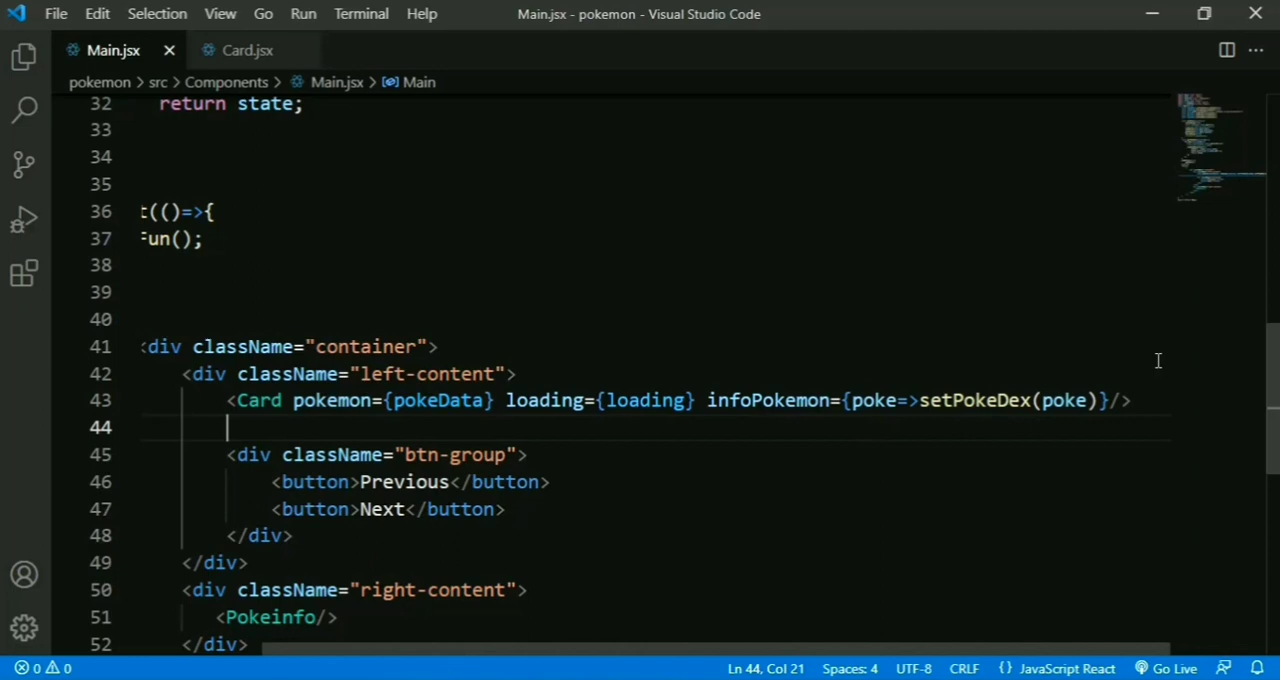 File Edit Selection View Go Run Terminal Help Main.jsx - pokemon - Visual Studio Code
Main.jsx Card.jsx
pokemon > src > Components > Main.jsx > Main
32 return state;
33
34
35
36 t(()=>{
37 Fun();
38
39
40
41 <div className="container">
42 <div className="left-content">
43 <Card pokemon={pokeData} loading={loading} infoPokemon={poke=>setPokeDex(poke)}/>
44
45 <div className="btn-group">
46 <button>Previous</button>
47 <button>Next</button>
48 </div>
49 </div>
50 <div className="right-content">
51 <Pokeinfo/>
52 </div>
0 0 Ln 44, Col 21 Spaces: 4 UTF-8 CRLF {} JavaScript React Go Live